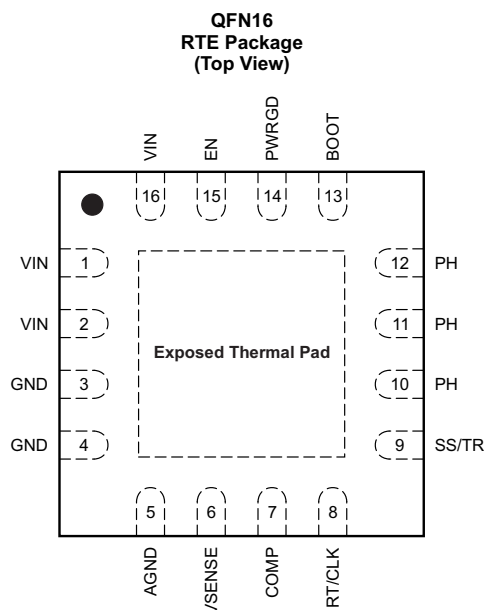 QFN16
RTE Package
(Top View)
VIN
EN
PWRGD
BOOT
16
15
14
13
VIN 1
12 PH
VIN 2
11 PH
Exposed Thermal Pad
GND 3
10 PH
GND 4
9 SS/TR
5
6
7
8
AGND
/SENSE
COMP
RT/CLK